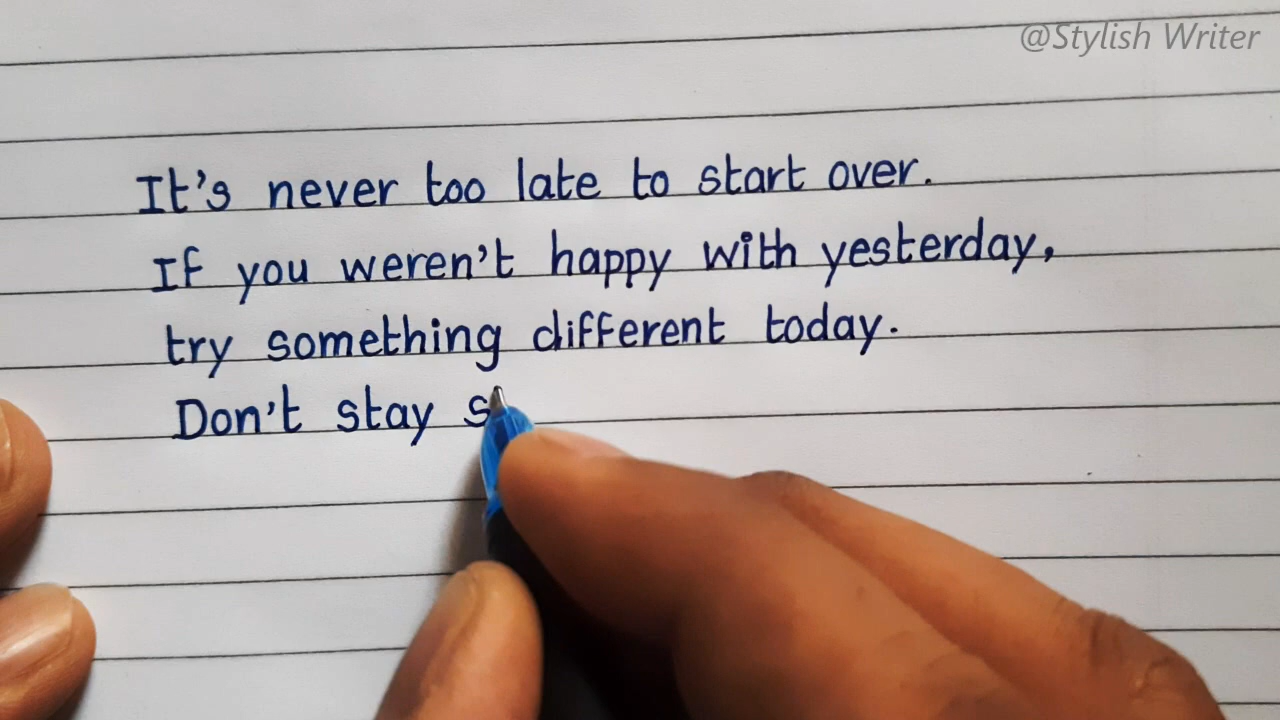 @Stylish Writer
It's never too late to start over.
If you weren't happy with yesterday,
try something different today.
Don't stay s